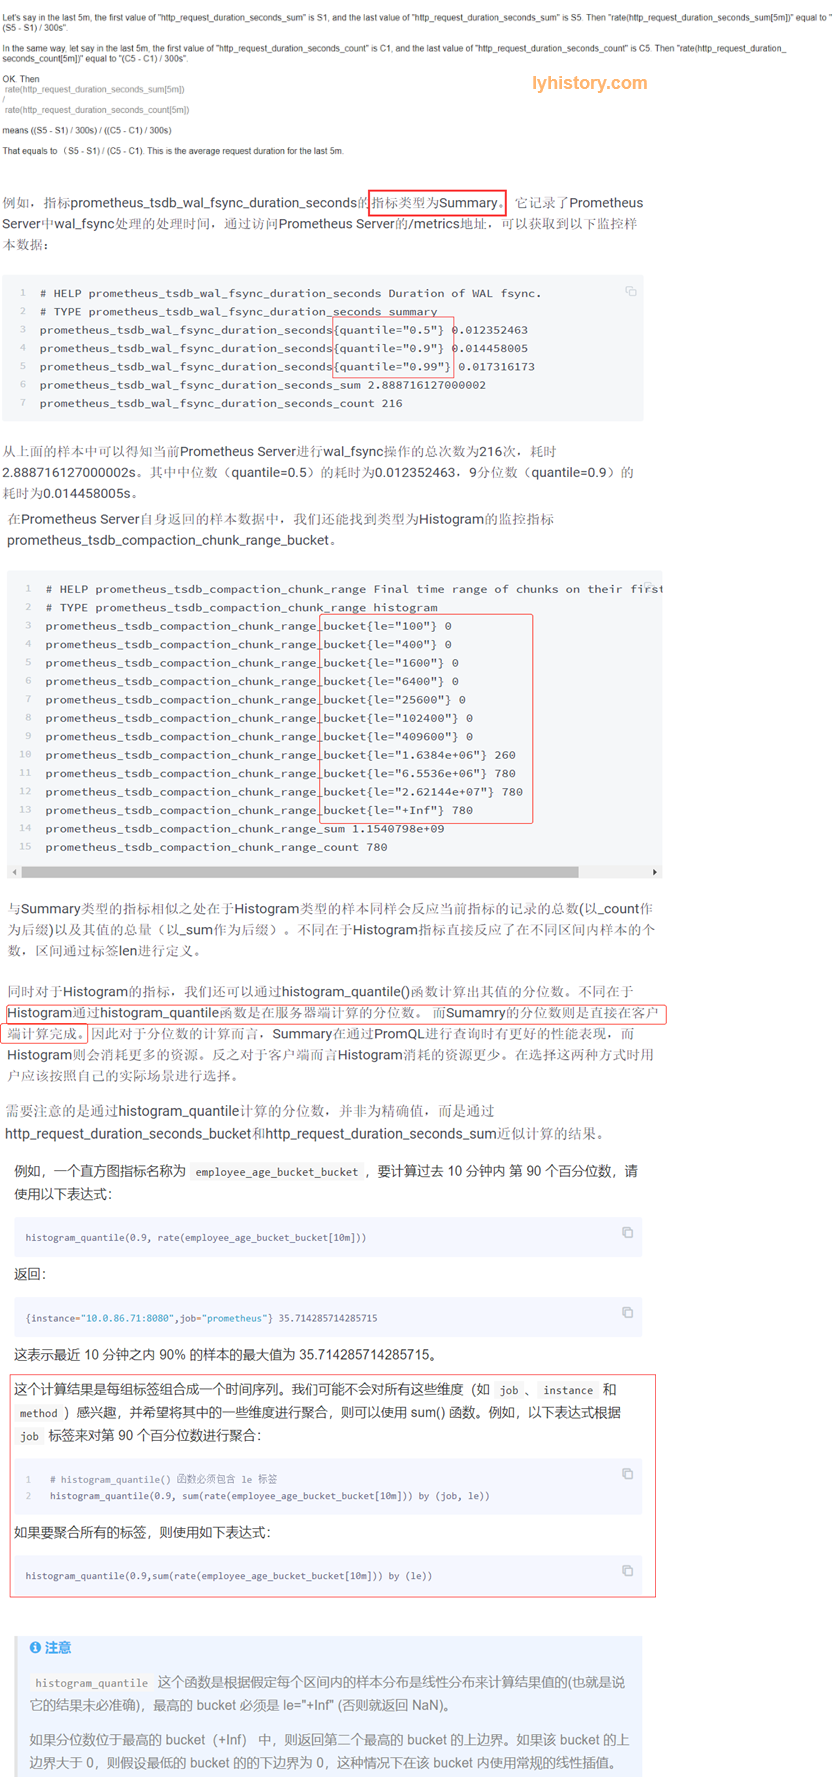 Let's say in the last 5m, the first value of "http_request_duration_seconds_sum" is S1, and the last value of "http_request_duration_seconds_sum" is S5. Then "rate(http_request_duration_seconds_sum[5m])" equal to "
(S5 - S1) / 300s".
In the same way, let say in the last 5m, the first value of "http_request_duration_seconds_count" is C1, and the last value of "http_request_duration_seconds_count" is C5. Then "rate(http_request_duration_
seconds_count[5m])" equal to "(C5 - C1) / 300s".
OK. Then
rate(http_request_duration_seconds_sum[5m])
/
rate(http_request_duration_seconds_count[5m])
lyhistory.com
means ((S5 - S1) / 300s) / ((C5 - C1) / 300s)
That equals to （S5 - S1) / (C5 - C1). This is the average request duration for the last 5m.
例如，指标prometheus_tsdb_wal_fsync_duration_seconds的指标类型为Summary。 它记录了Prometheus
Server中wal_fsync处理的处理时间，通过访问Prometheus Server的/metrics地址，可以获取到以下监控样
本数据：
1 # HELP prometheus_tsdb_wal_fsync_duration_seconds Duration of WAL fsync.
2 # TYPE prometheus_tsdb_wal_fsync_duration_seconds summary
3 prometheus_tsdb_wal_fsync_duration_seconds{quantile="0.5"} 0.012352463
4 prometheus_tsdb_wal_fsync_duration_seconds{quantile="0.9"} 0.014458005
5 prometheus_tsdb_wal_fsync_duration_seconds{quantile="0.99"} 0.017316173
6 prometheus_tsdb_wal_fsync_duration_seconds_sum 2.888716127000002
7 prometheus_tsdb_wal_fsync_duration_seconds_count 216
从上面的样本中可以得知当前Prometheus Server进行wal_fsync操作的总次数为216次，耗时
2.888716127000002s。其中中位数（quantile=0.5）的耗时为0.012352463，9分位数（quantile=0.9）的
耗时为0.014458005s。
在Prometheus Server自身返回的样本数据中，我们还能找到类型为Histogram的监控指标
prometheus_tsdb_compaction_chunk_range_bucket。
1 # HELP prometheus_tsdb_compaction_chunk_range Final time range of chunks on their first
2 # TYPE prometheus_tsdb_compaction_chunk_range histogram
3 prometheus_tsdb_compaction_chunk_range_bucket{le="100"} 0
4 prometheus_tsdb_compaction_chunk_range_bucket{le="400"} 0
5 prometheus_tsdb_compaction_chunk_range_bucket{le="1600"} 0
6 prometheus_tsdb_compaction_chunk_range_bucket{le="6400"} 0
7 prometheus_tsdb_compaction_chunk_range_bucket{le="25600"} 0
8 prometheus_tsdb_compaction_chunk_range_bucket{le="102400"} 0
9 prometheus_tsdb_compaction_chunk_range_bucket{le="409600"} 0
10 prometheus_tsdb_compaction_chunk_range_bucket{le="1.6384e+06"} 260
11 prometheus_tsdb_compaction_chunk_range_bucket{le="6.5536e+06"} 780
12 prometheus_tsdb_compaction_chunk_range_bucket{le="2.62144e+07"} 780
13 prometheus_tsdb_compaction_chunk_range_bucket{le="+Inf"} 780
14 prometheus_tsdb_compaction_chunk_range_sum 1.1540798e+09
15 prometheus_tsdb_compaction_chunk_range_count 780
与Summary类型的指标相似之处在于Histogram类型的样本同样会反应当前指标的记录的总数(以_count作
为后缀)以及其值的总量（以_sum作为后缀）。不同在于Histogram指标直接反应了在不同区间内样本的个
数，区间通过标签len进行定义。
同时对于Histogram的指标，我们还可以通过histogram_quantile()函数计算出其值的分位数。不同在于
Histogram通过histogram_quantile函数是在服务器端计算的分位数。 而Sumamry的分位数则是直接在客户
端计算完成。因此对于分位数的计算而言，Summary在通过PromQL进行查询时有更好的性能表现，而
Histogram则会消耗更多的资源。反之对于客户端而言Histogram消耗的资源更少。在选择这两种方式时用
户应该按照自己的实际场景进行选择。
需要注意的是通过histogram_quantile计算的分位数，并非为精确值，而是通过
http_request_duration_seconds_bucket和http_request_duration_seconds_sum近似计算的结果。
例如，一个直方图指标名称为 employee_age_bucket_bucket ，要计算过去 10 分钟内 第 90 个百分位数，请
使用以下表达式：
histogram_quantile(0.9, rate(employee_age_bucket_bucket[10m]))
返回：
{instance="10.0.86.71:8080",job="prometheus"} 35.714285714285715
这表示最近 10 分钟之内 90% 的样本的最大值为 35.714285714285715。
这个计算结果是每组标签组合成一个时间序列。我们可能不会对所有这些维度（如 job 、 instance 和
method ）感兴趣，并希望将其中的一些维度进行聚合，则可以使用 sum() 函数。例如，以下表达式根据
job 标签来对第 90 个百分位数进行聚合：
1 # histogram_quantile() 函数必须包含 le 标签
2 histogram_quantile(0.9, sum(rate(employee_age_bucket_bucket[10m])) by (job, le))
如果要聚合所有的标签，则使用如下表达式：
histogram_quantile(0.9,sum(rate(employee_age_bucket_bucket[10m])) by (le))
注意
histogram_quantile 这个函数是根据假定每个区间内的样本分布是线性分布来计算结果值的(也就是说
它的结果未必准确)，最高的 bucket 必须是 le="+Inf" (否则就返回 NaN)。
如果分位数位于最高的 bucket（+Inf） 中，则返回第二个最高的 bucket 的上边界。如果该 bucket 的上
边界大于 0，则假设最低的 bucket 的的下边界为 0，这种情况下在该 bucket 内使用常规的线性插值。